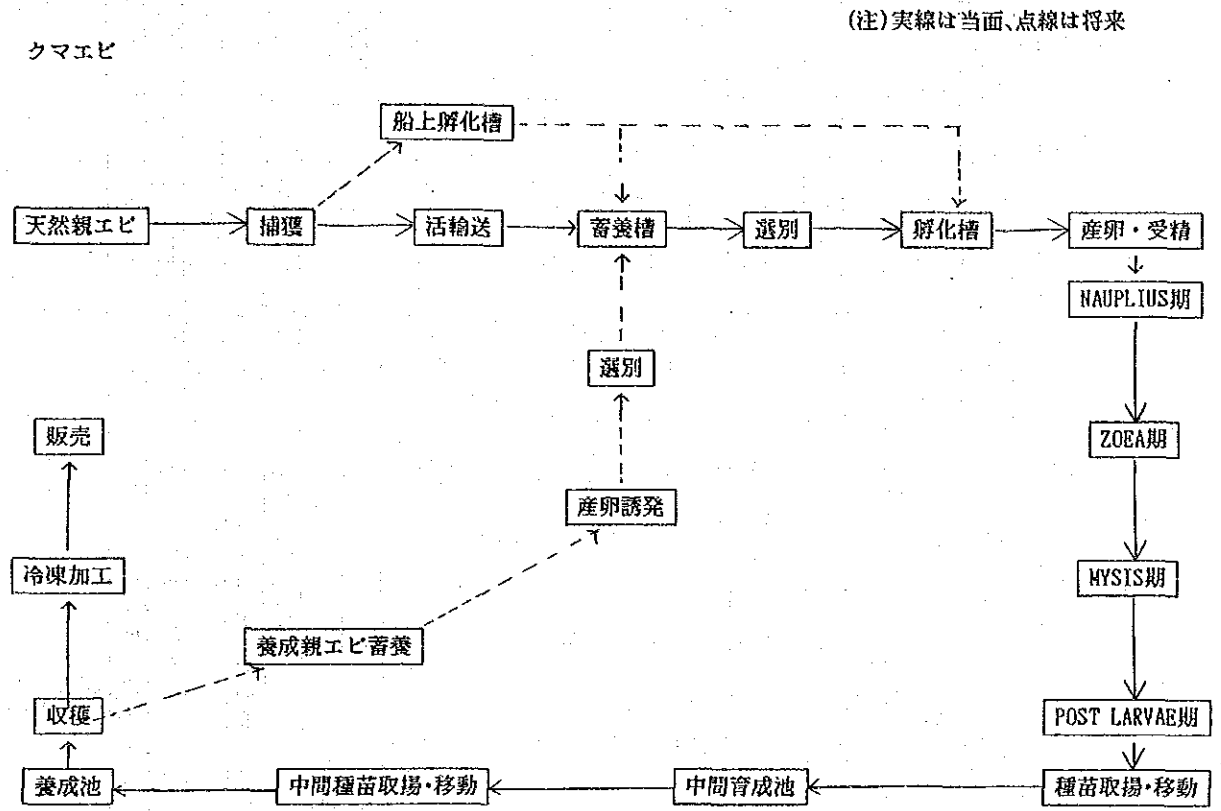 (注)実線は当面、点線は将来
クマエビ
船上孵化槽
天然親エビ
捕獲
活輸送
蓄養槽
選別
孵化槽
産卵・受精
NAUPLIUS期
選別
販売
ZOEA期
産卵誘発
冷凍加工
MYSIS期
養成親エビ蓄養
収穫
POST LARVAE期
養成池
中間種苗取揚・移動
中間育成池
種苗取揚・移動